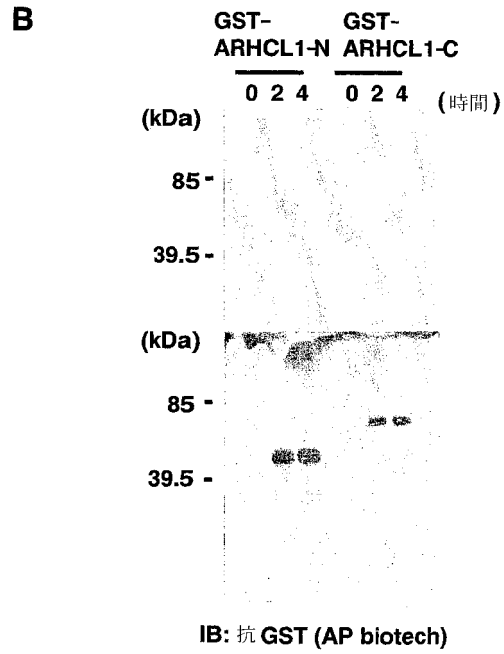 B
GST-
ARHCL1-N
GST-
ARHCL1-C
0 2 4 0 2 4 (時間)
(kDa)
85 -
39.5 -
(kDa)
85 -
39.5 -
IB: 抗 GST (AP biotech)